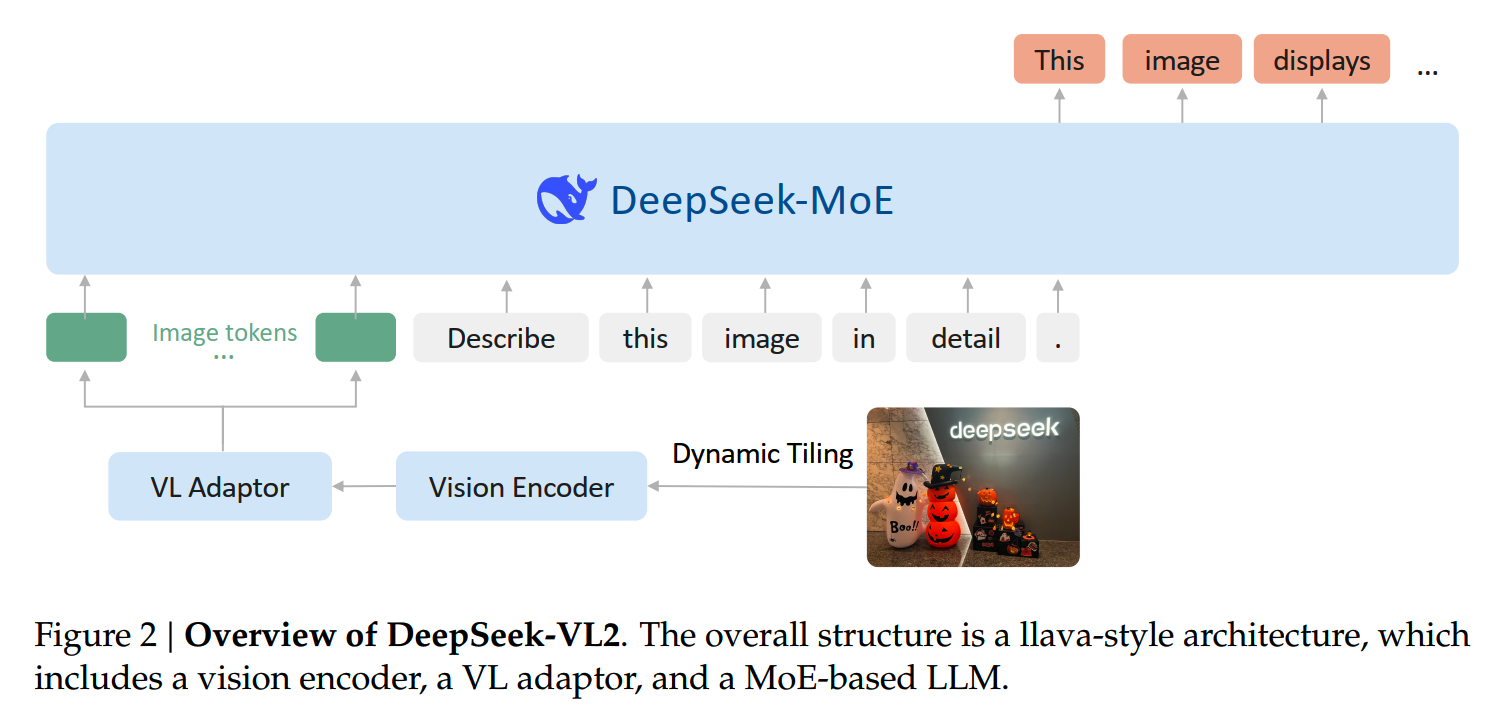 This image displays ...
DeepSeek-MoE
Image tokens
...
Describe this image in detail .
Dynamic Tiling
deepseek
Boo!!
VL Adaptor
Vision Encoder
Figure 2 | Overview of DeepSeek-VL2. The overall structure is a llava-style architecture, which
includes a vision encoder, a VL adaptor, and a MoE-based LLM.